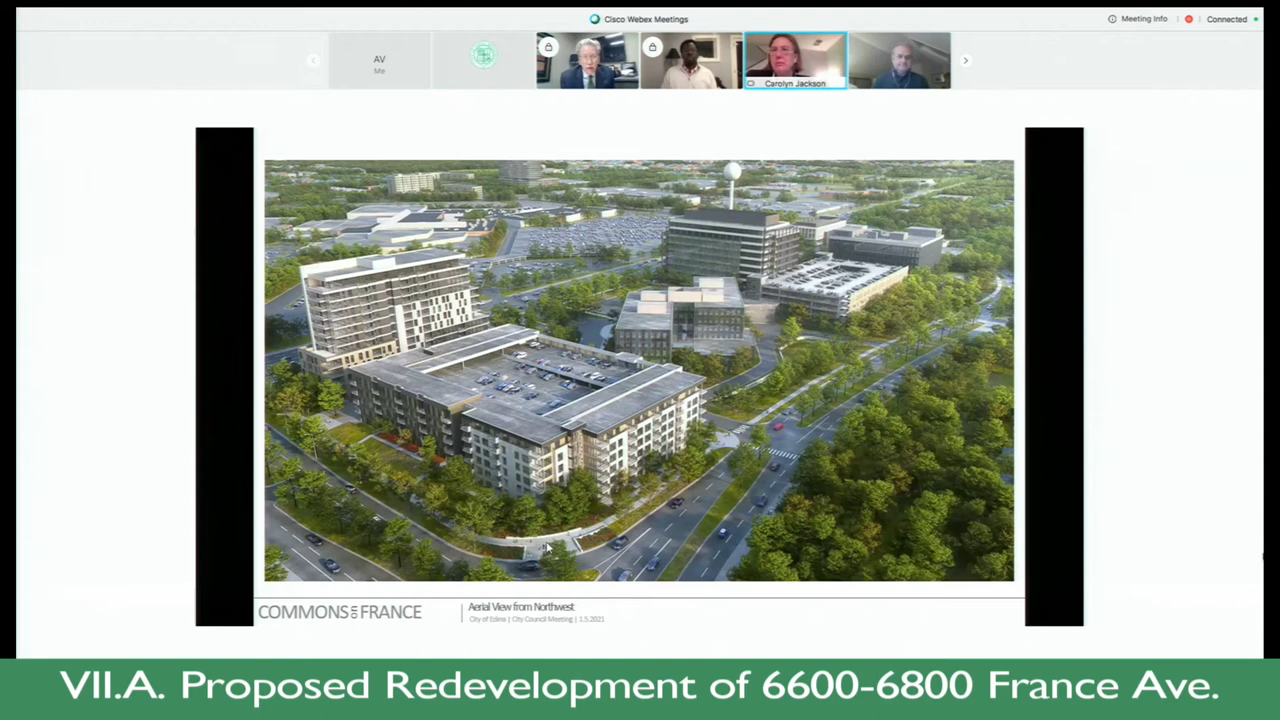 Cisco Webex Meetings
Meeting Info
Connected
AV
Me
Carolyn Jackson
COMMONS ON FRANCE
Aerial View from Northwest
City of Edina | City Council Meeting | 1.5.2021
VII.A. Proposed Redevelopment of 6600-6800 France Ave.